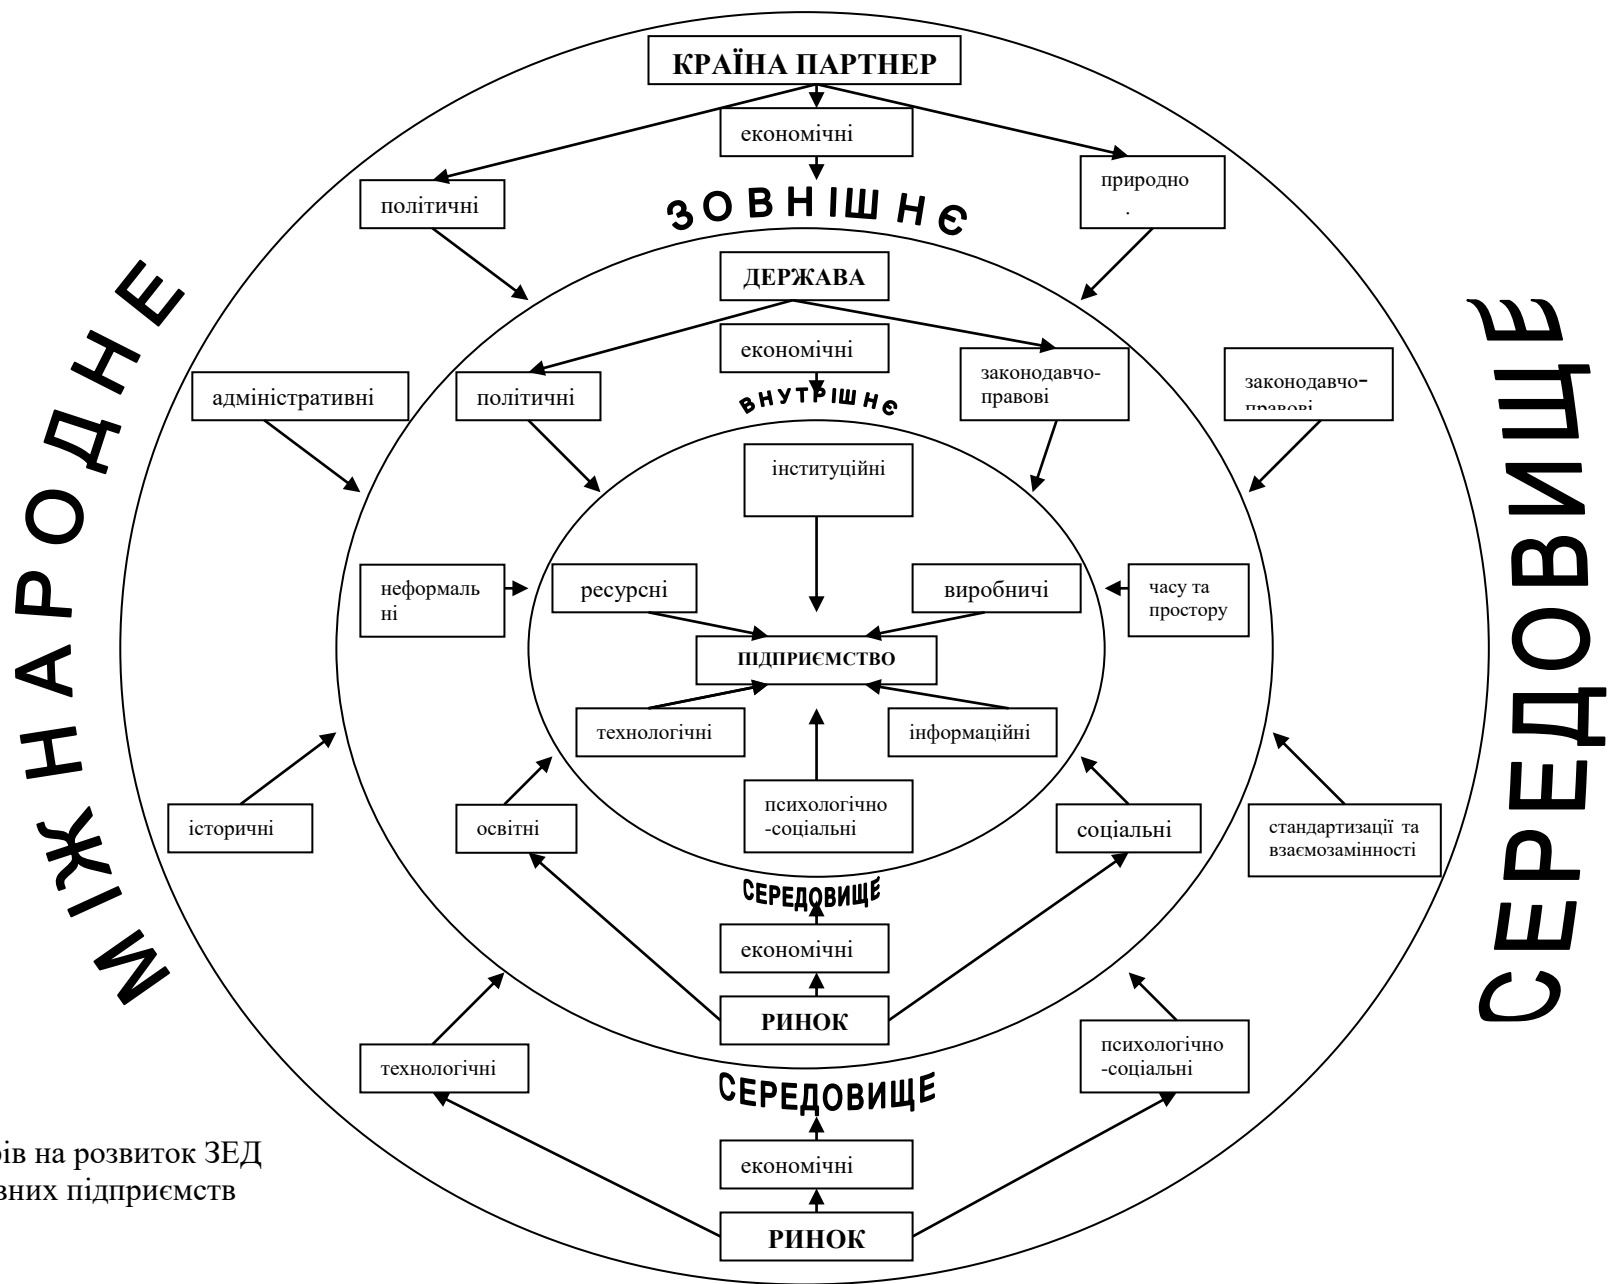 КРАЇНА ПАРТНЕР
економічні
природно
.
політичні
ЗОВНІШНЄ
МІЖНАРОДНЕ
СЕРЕДОВИЩЕ
ДЕРЖАВА
економічні
законодавчо-
правові
законодавчо-
правові
адміністративні
політичні
ВНУТРІШНЄ
інституційні
неформаль
ні
ресурсні
виробничі
часу та
простору
ПІДПРИЄМСТВО
технологічні
інформаційні
історичні
освітні
психологічно
-соціальні
соціальні
стандартизації та
взаємозамінності
СЕРЕДОВИЩЕ
економічні
РИНОК
технологічні
психологічно
-соціальні
СЕРЕДОВИЩЕ
економічні
РИНОК
ів на розвиток ЗЕД
вних підприємств